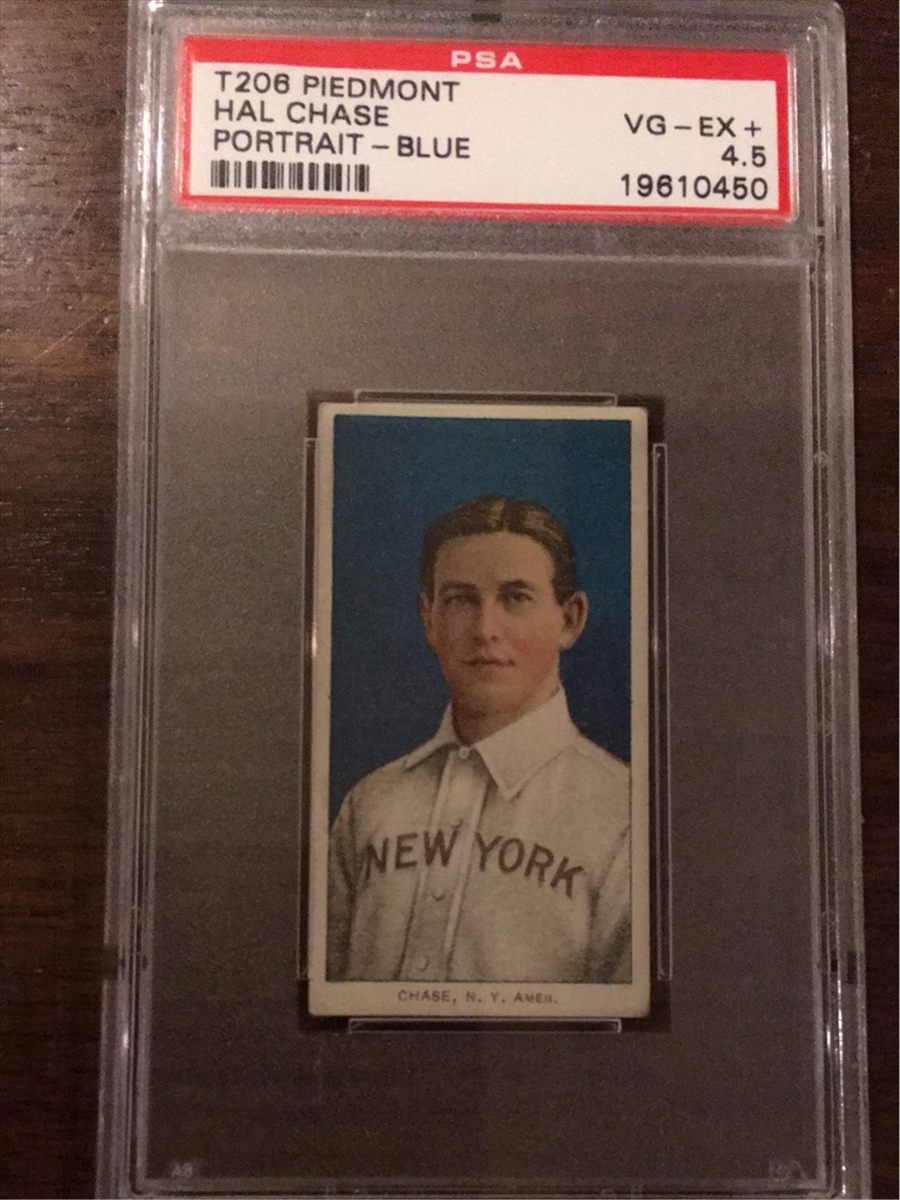 PSA
T206 PIEDMONT
HAL CHASE
PORTRAIT - BLUE
VG - EX +
4.5
19610450
NEW YORK
CHASE, N. Y. AMER.